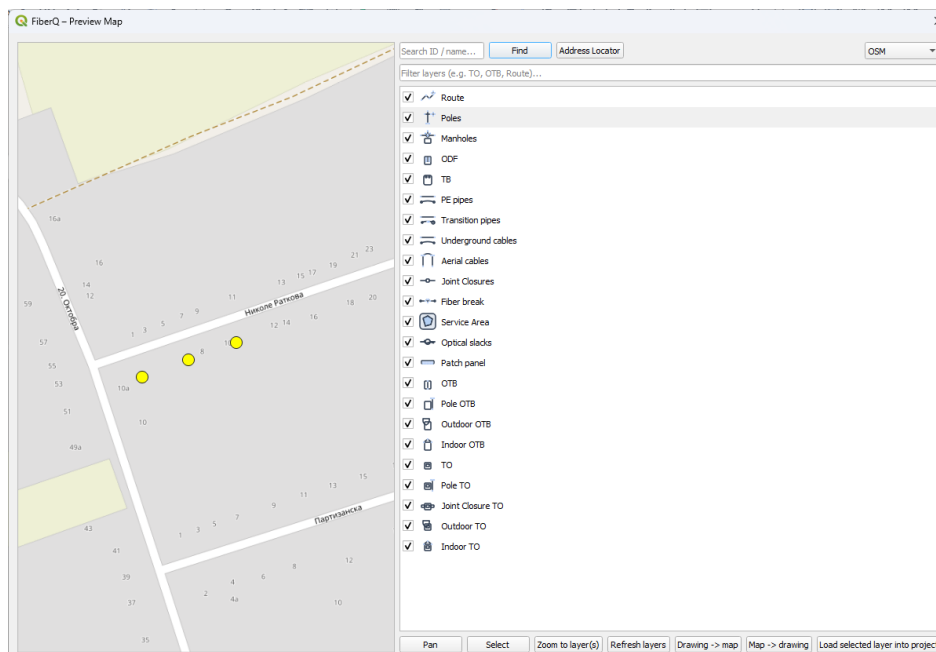 FiberQ – Preview Map
Search ID / name...
Find
Address Locator
OSM
Filter layers (e.g. TO, OTB, Route)...
Route
Poles
Manholes
ODF
TB
PE pipes
Transition pipes
Underground cables
Aerial cables
Joint Closures
Fiber break
Service Area
Optical slacks
Patch panel
OTB
Pole OTB
Outdoor OTB
Indoor OTB
TO
Pole TO
Joint Closure TO
Outdoor TO
Indoor TO
Pan
Select
Zoom to layer(s)
Refresh layers
Drawing -> map
Map -> drawing
Load selected layer into project
16a
16
14
12
59
20. Октобра
57
55
53
51
49a
1
3
5
7
9
11
13
15
17
19
21
23
Николе Раткова
8
12
14
16
18
20
10a
10
43
41
39
37
35
1
3
5
7
9
11
13
15
Партизанска
2
4
4a
6
8
10
12